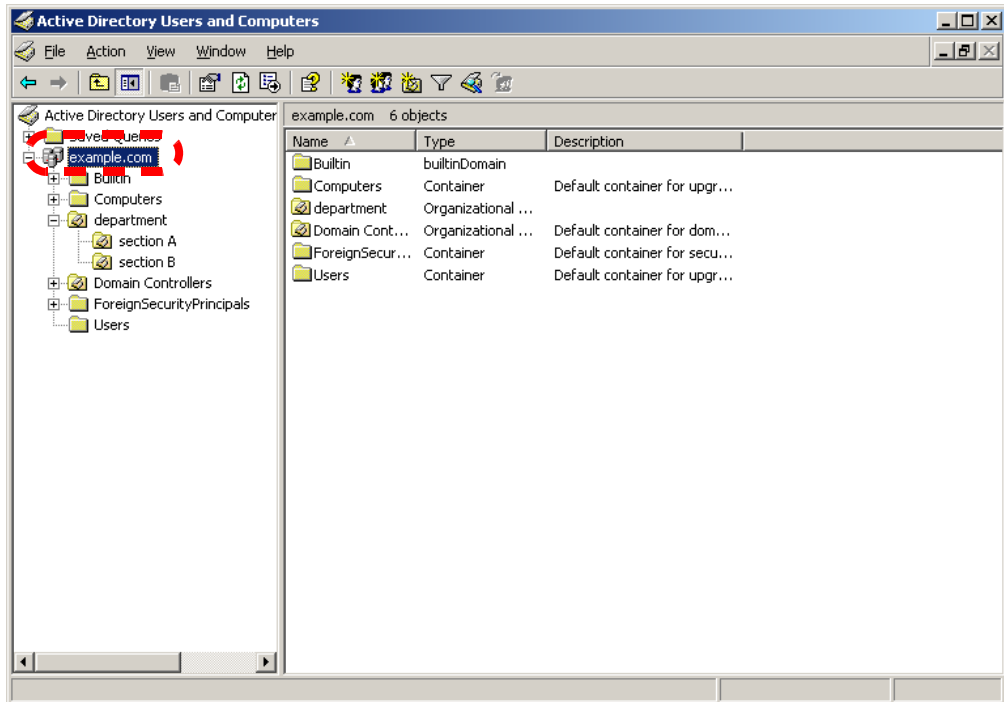 Active Directory Users and Computers
File Action View Window Help
Active Directory Users and Computer
example.com 6 objects
Saved Queries
Name Type Description
example.com
Builtin builtinDomain
Builtin
Computers Container Default container for upgr...
Computers
department Organizational ...
department
Domain Cont... Organizational ... Default container for dom...
section A
ForeignSecur... Container Default container for secu...
section B
Users Container Default container for upgr...
Domain Controllers
ForeignSecurityPrincipals
Users